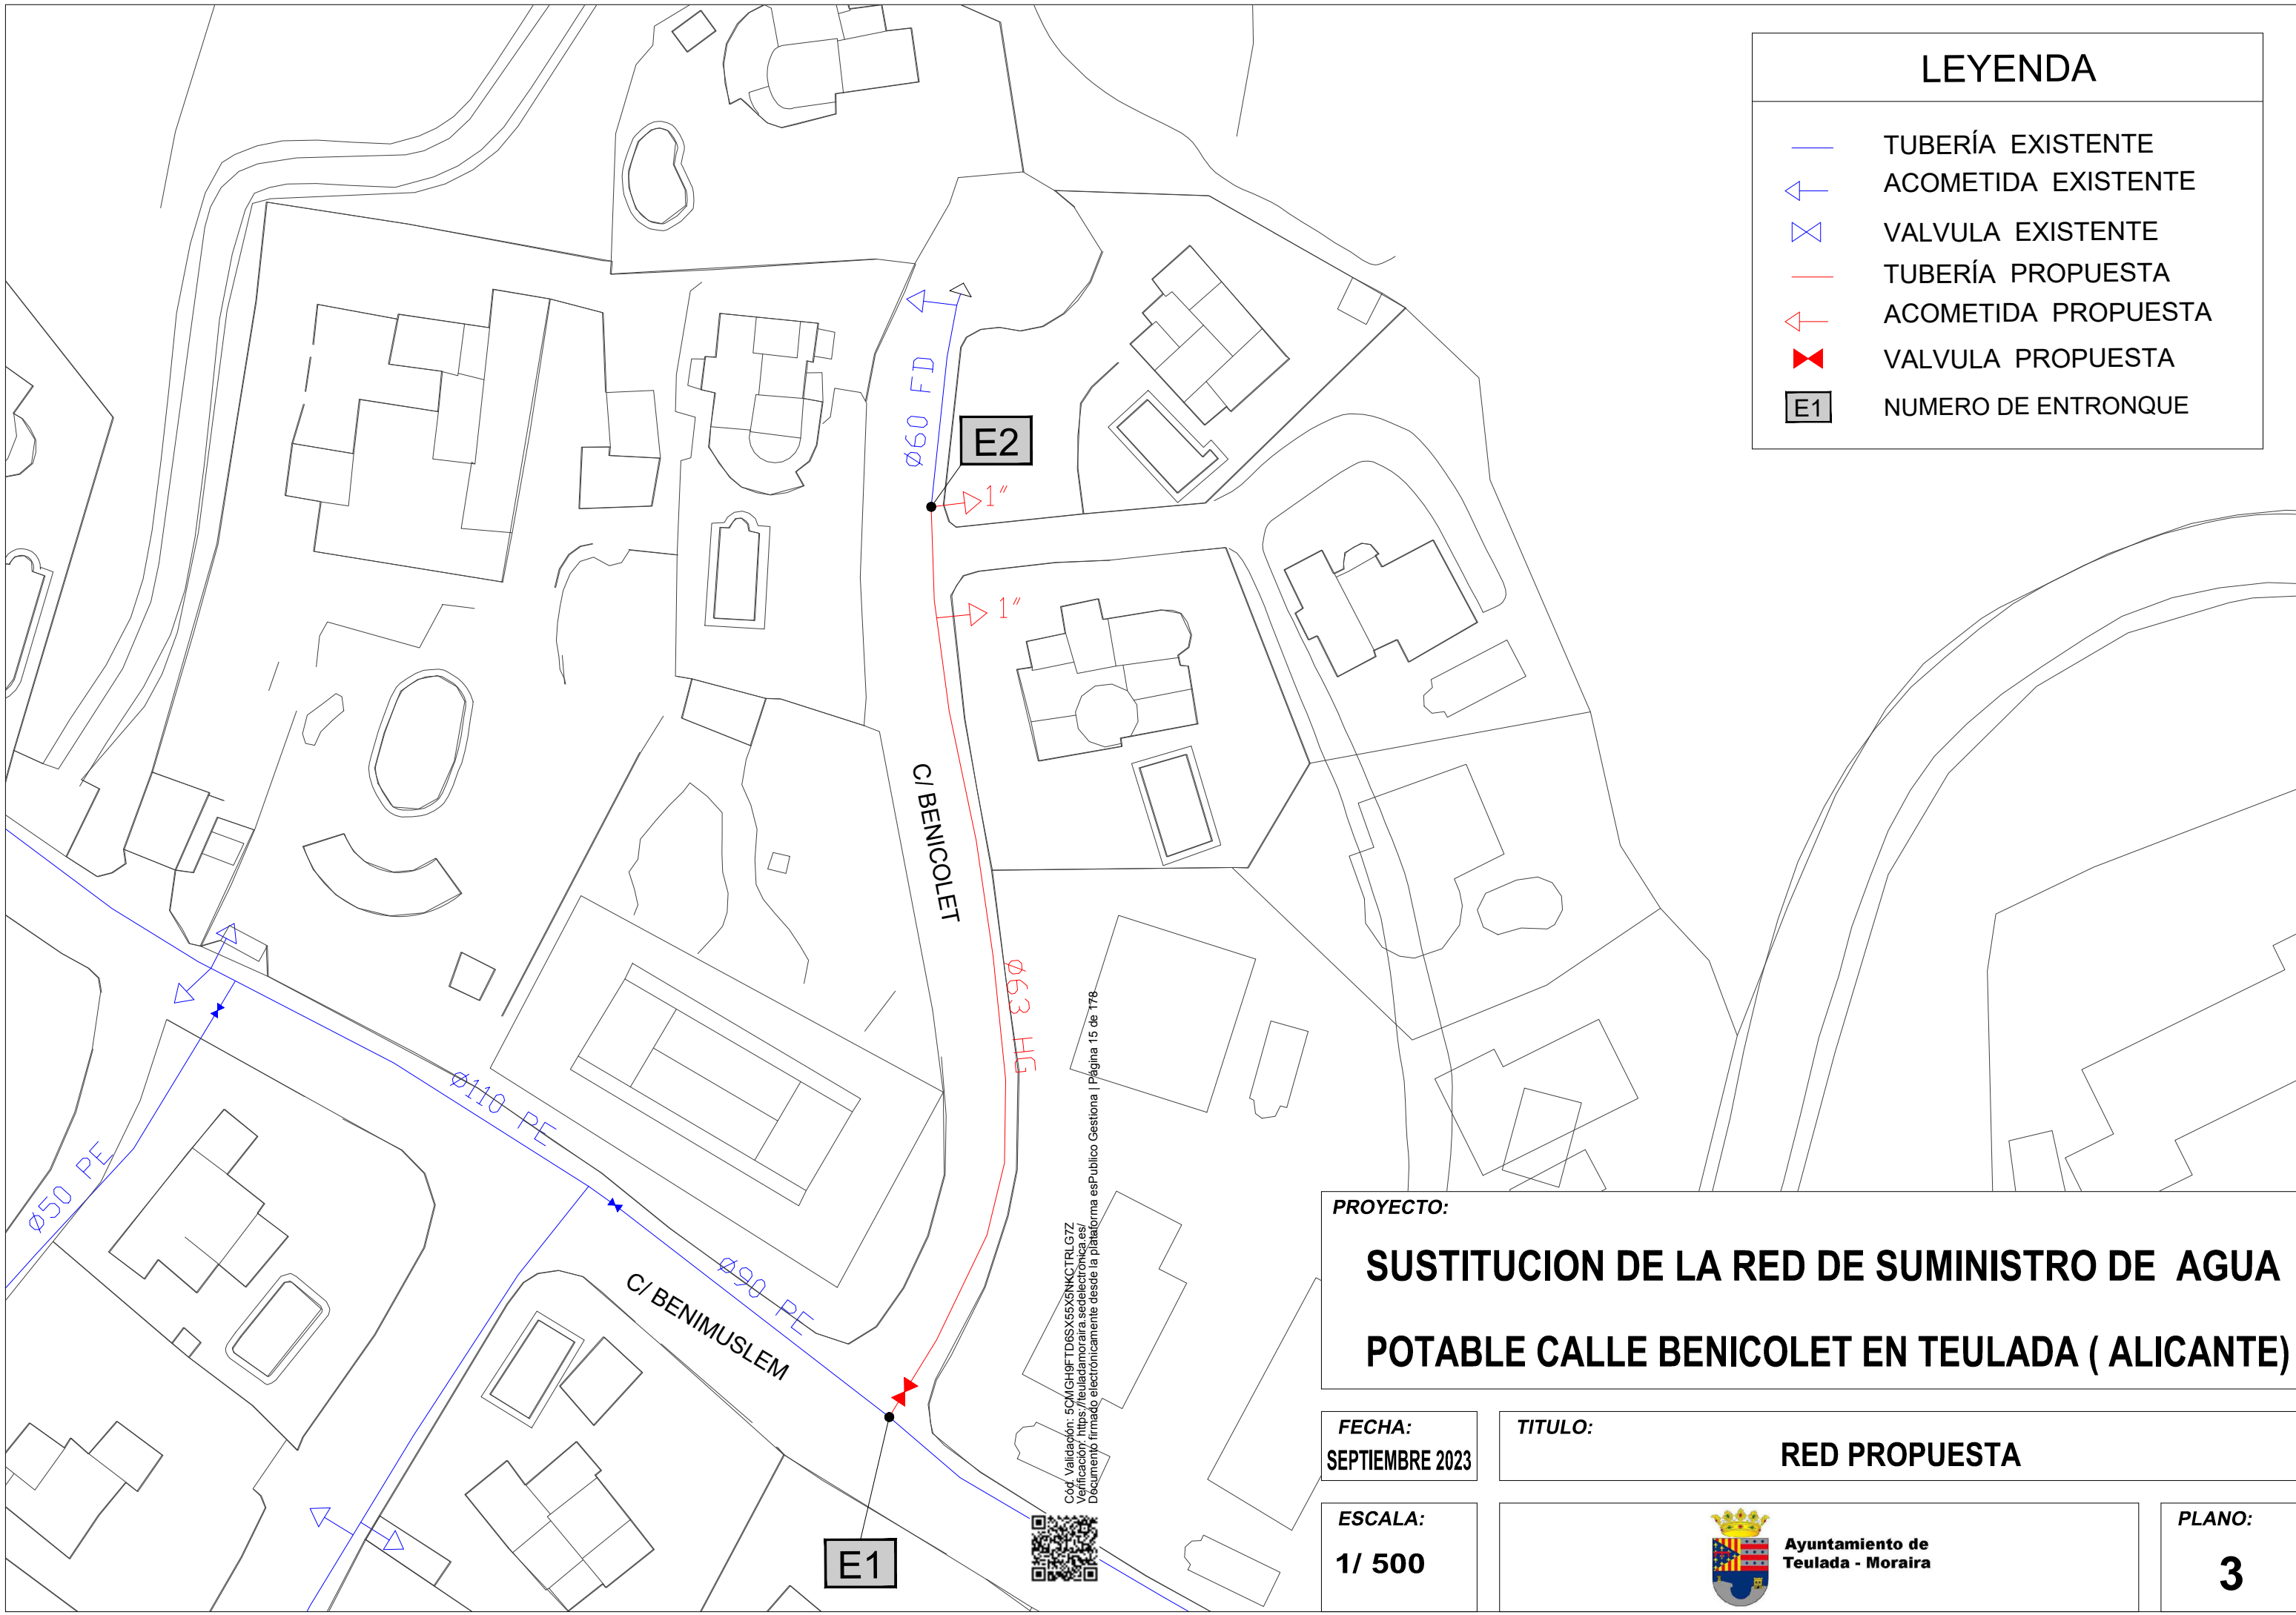 LEYENDA
TUBERÍA EXISTENTE
ACOMETIDA EXISTENTE
VALVULA EXISTENTE
TUBERÍA PROPUESTA
ACOMETIDA PROPUESTA
VALVULA PROPUESTA
E1 NUMERO DE ENTRONQUE
Ø60 FD
E2
1"
1"
C/ BENICOLET
Ø63 HG
Ø110 PE
Ø50 PE
Ø90 PE
C/ BENIMUSLEM
E1
Cód. Validación: 5CMGH9FTD6SX55X5NKCTRLG7Z
Verificación: https://teuladamoraira.sedelectronica.es/
Documento firmado electrónicamente desde la plataforma esPublico Gestiona | Página 15 de 178
PROYECTO:
SUSTITUCION DE LA RED DE SUMINISTRO DE AGUA
POTABLE CALLE BENICOLET EN TEULADA ( ALICANTE)
FECHA:
SEPTIEMBRE 2023
TITULO:
RED PROPUESTA
ESCALA:
1/ 500
Ayuntamiento de
Teulada - Moraira
PLANO:
3